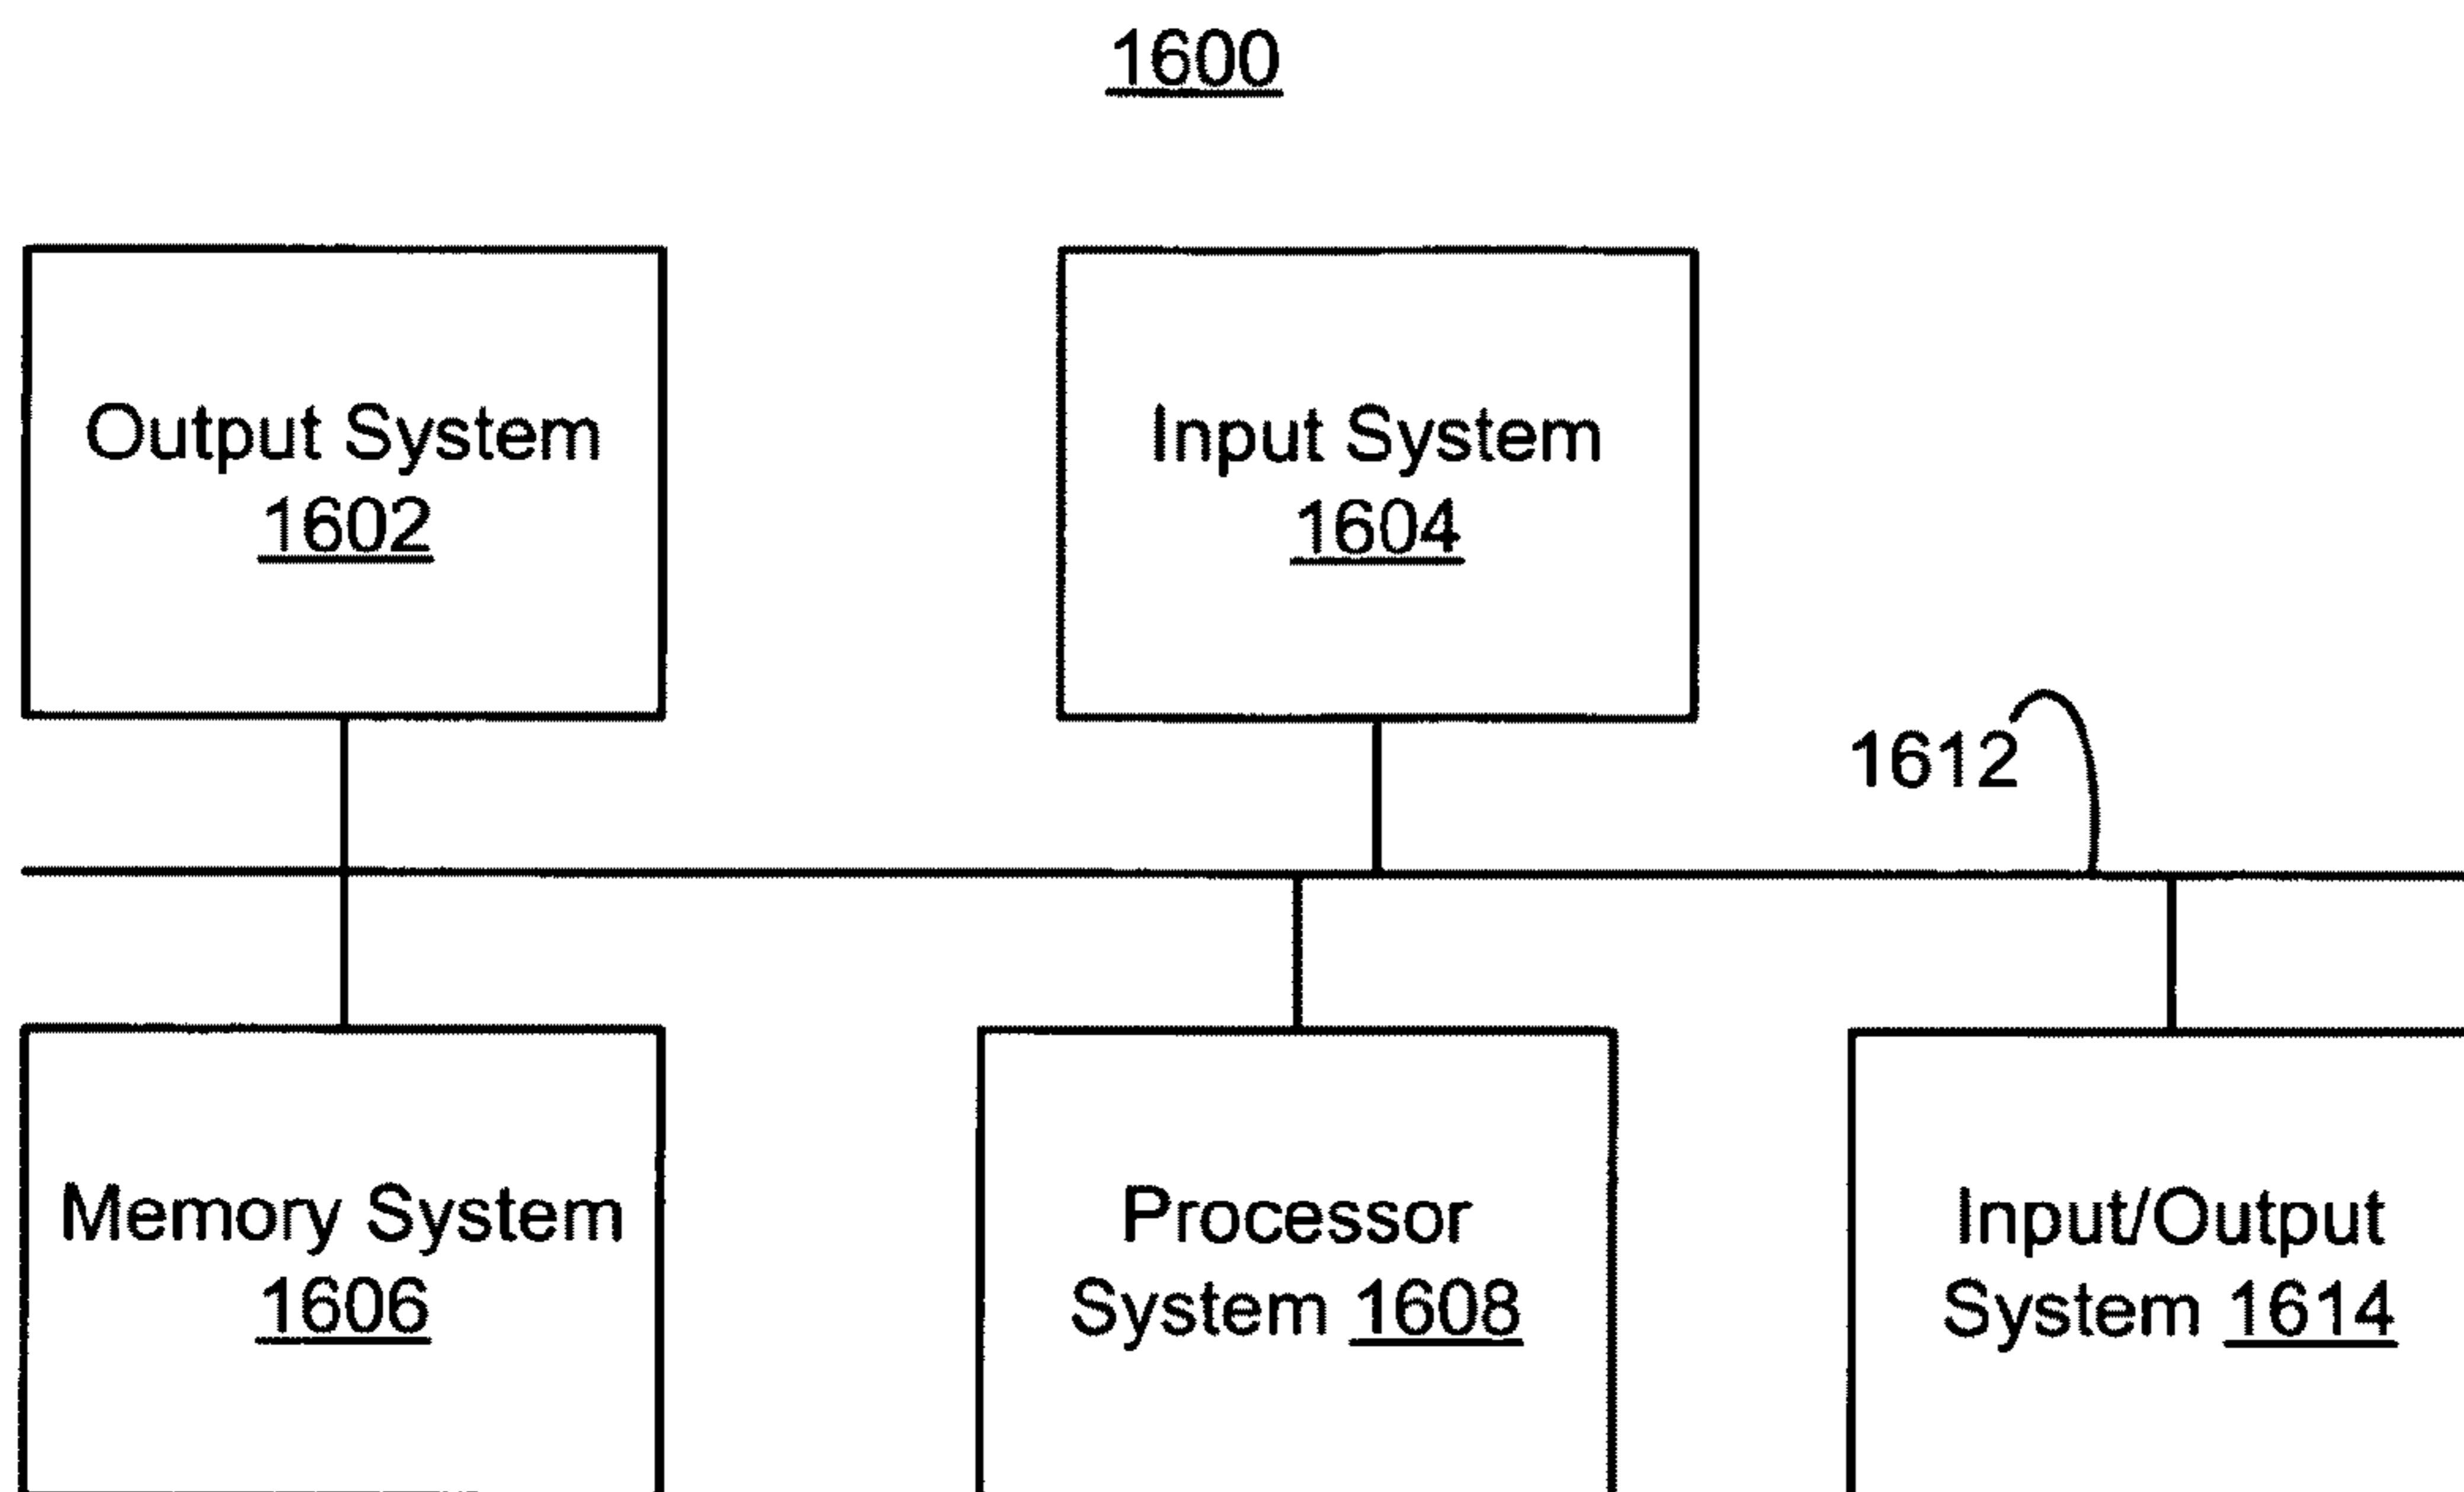 1600
Output System
1602
Input System
1604
1612
Memory System
1606
Processor
System 1608
Input/Output
System 1614